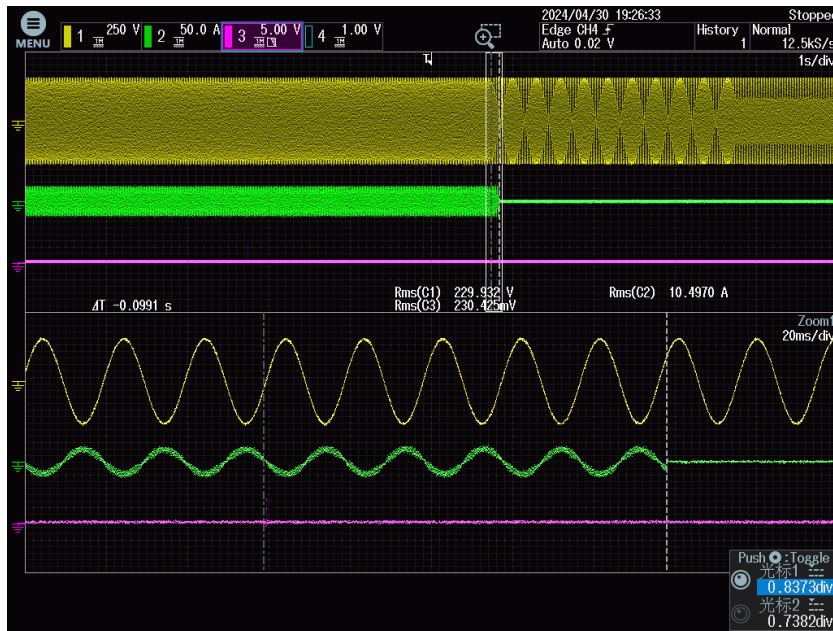 2024/04/30 19:26:33 Stopped
MENU 1 250 V 2 50.0 A 3 5.00 V 4 1.00 V Edge CH4 History Normal
Auto 0.02 V 1 12.5kS/s
1s/div
T
Rms(C1) 229.932 V Rms(C2) 10.4970 A
ΔT -0.0991 s Rms(C3) 230.425mV
Zoom1
20ms/div
Push :Toggle
光标1
0.8373div
光标2
0.7382div